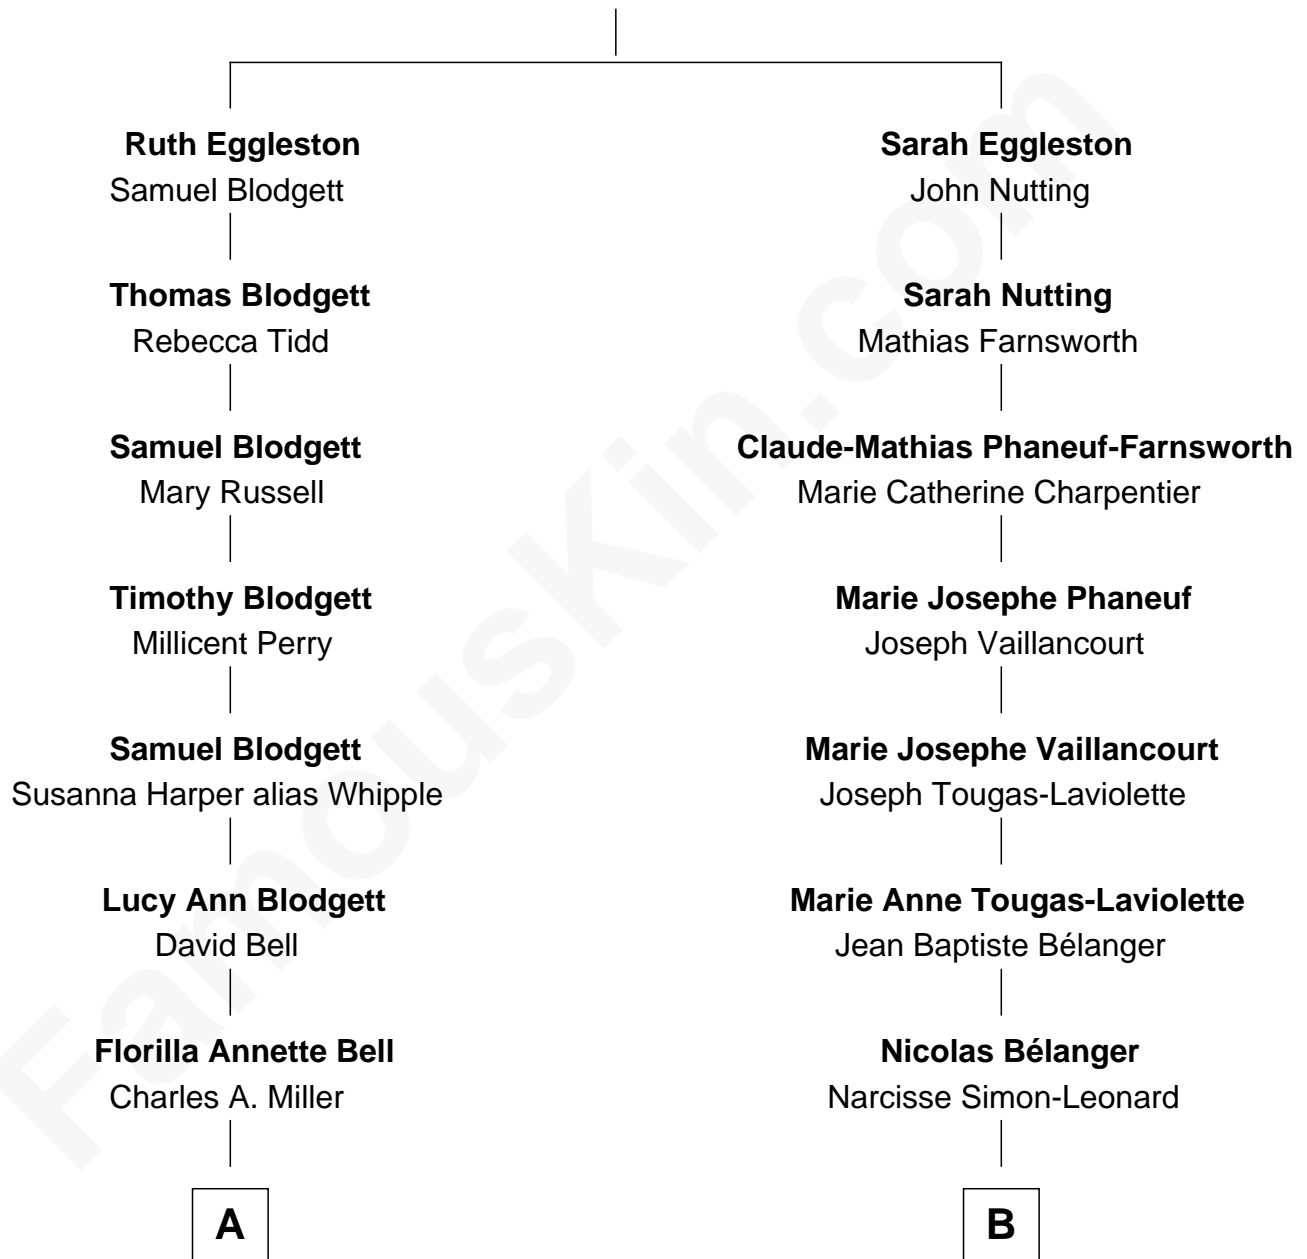 Ruth Eggleston
Samuel Blodgett
Thomas Blodgett
Rebecca Tidd
Samuel Blodgett
Mary Russell
Timothy Blodgett
Millicent Perry
Samuel Blodgett
Susanna Harper alias Whipple
Lucy Ann Blodgett
David Bell
Florilla Annette Bell
Charles A. Miller
A
Sarah Eggleston
John Nutting
Sarah Nutting
Mathias Farnsworth
Claude-Mathias Phaneuf-Farnsworth
Marie Catherine Charpentier
Marie Josephe Phaneuf
Joseph Vaillancourt
Marie Josephe Vaillancourt
Joseph Tougas-Laviolette
Marie Anne Tougas-Laviolette
Jean Baptiste Bélanger
Nicolas Bélanger
Narcisse Simon-Leonard
B
FamousKin.com